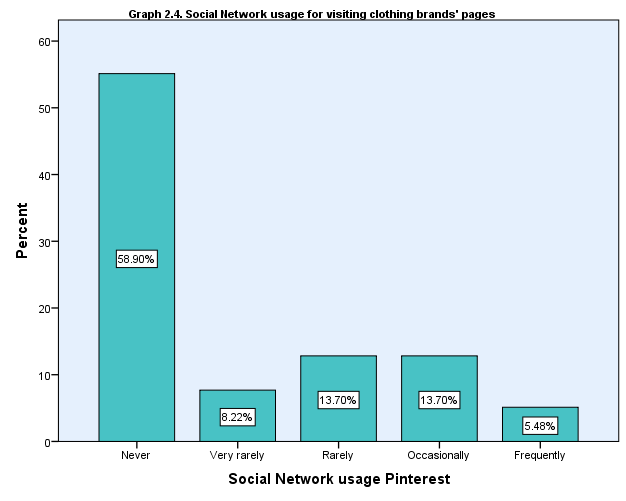 Graph 2.4. Social Network usage for visiting clothing brands' pages
Percent
60
50
40
30
20
10
0
58.90%
8.22%
13.70%
13.70%
5.48%
Never
Very rarely
Rarely
Occasionally
Frequently
Social Network usage Pinterest